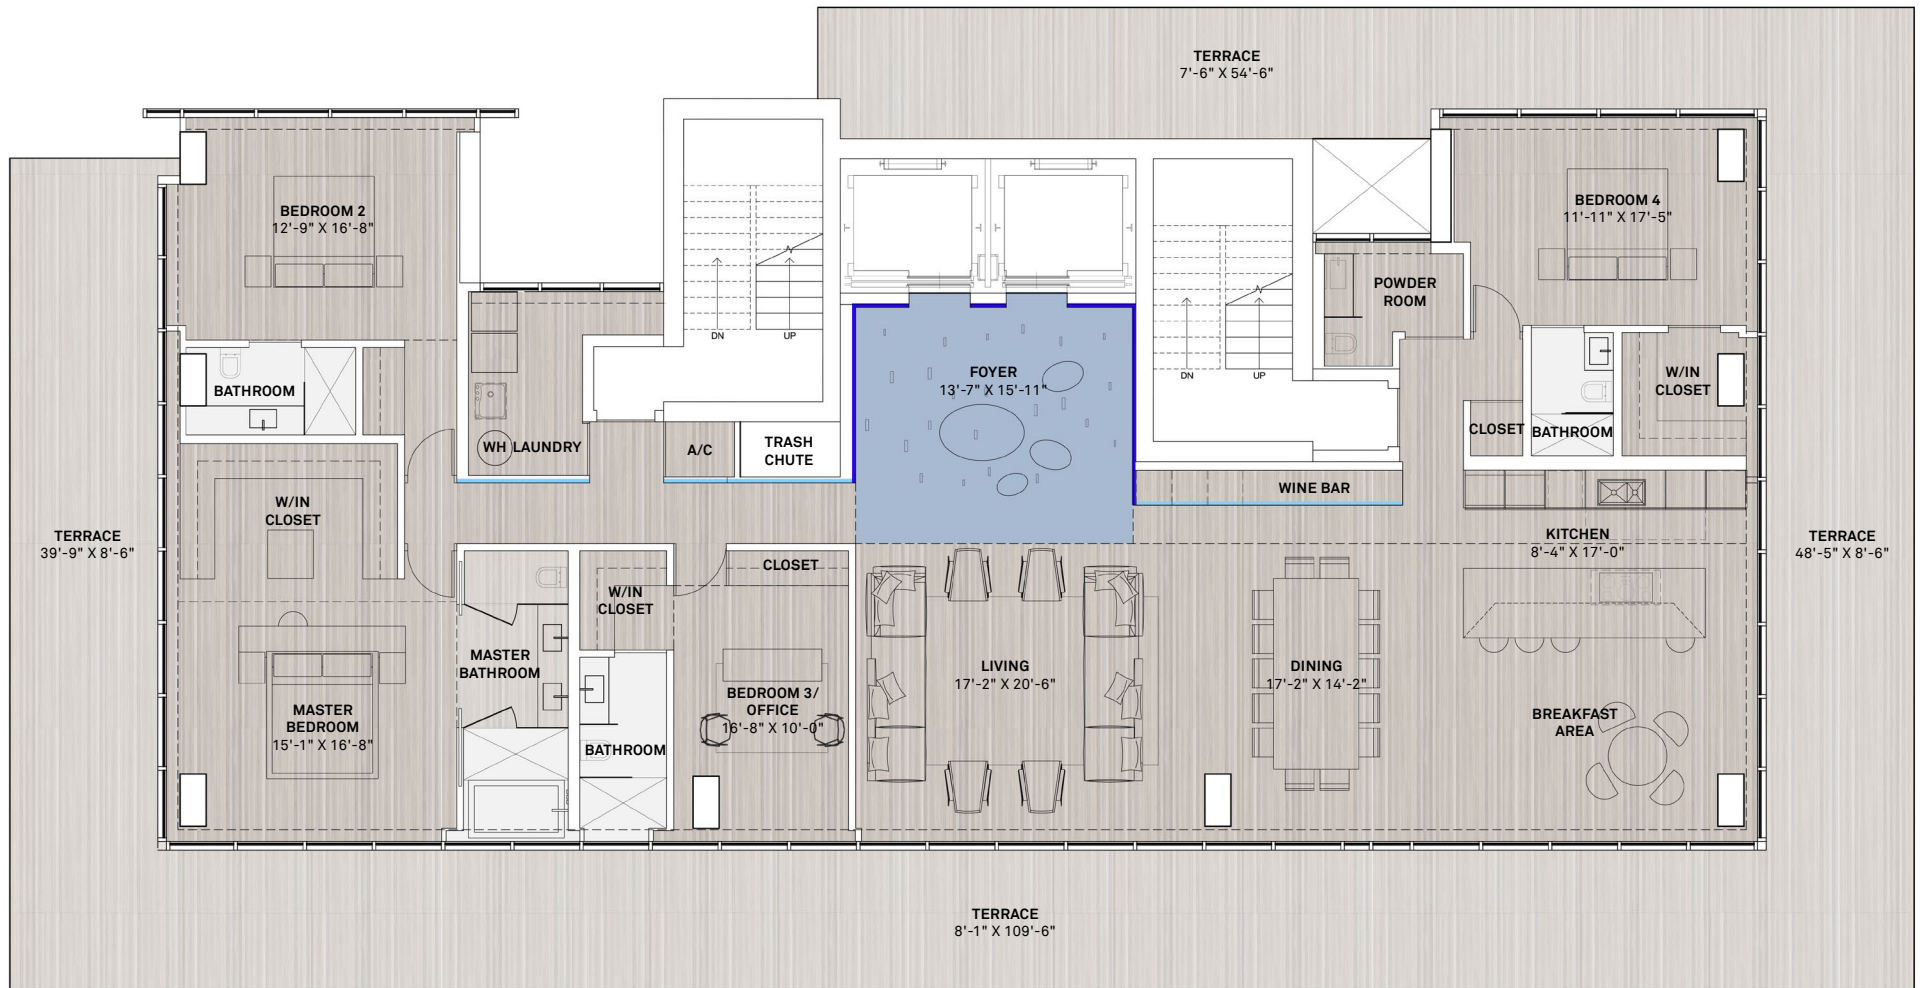 TERRACE
7'-6" X 54'-6"
BEDROOM 2
12'-9" X 16'-8"
BEDROOM 4
11'-11" X 17'-5"
POWDER
ROOM
DN
UP
DN
UP
FOYER
13'-7" X 15'-11"
BATHROOM
W/IN
CLOSET
WH LAUNDRY
A/C
TRASH
CHUTE
CLOSET
BATHROOM
WINE BAR
W/IN
CLOSET
TERRACE
39'-9" X 8'-6"
KITCHEN
8'-4" X 17'-0"
TERRACE
48'-5" X 8'-6"
CLOSET
W/IN
CLOSET
MASTER
BATHROOM
LIVING
17'-2" X 20'-6"
DINING
17'-2" X 14'-2"
MASTER
BEDROOM
15'-1" X 16'-8"
BEDROOM 3/
OFFICE
16'-8" X 10'-0"
BATHROOM
BREAKFAST
AREA
TERRACE
8'-1" X 109'-6"